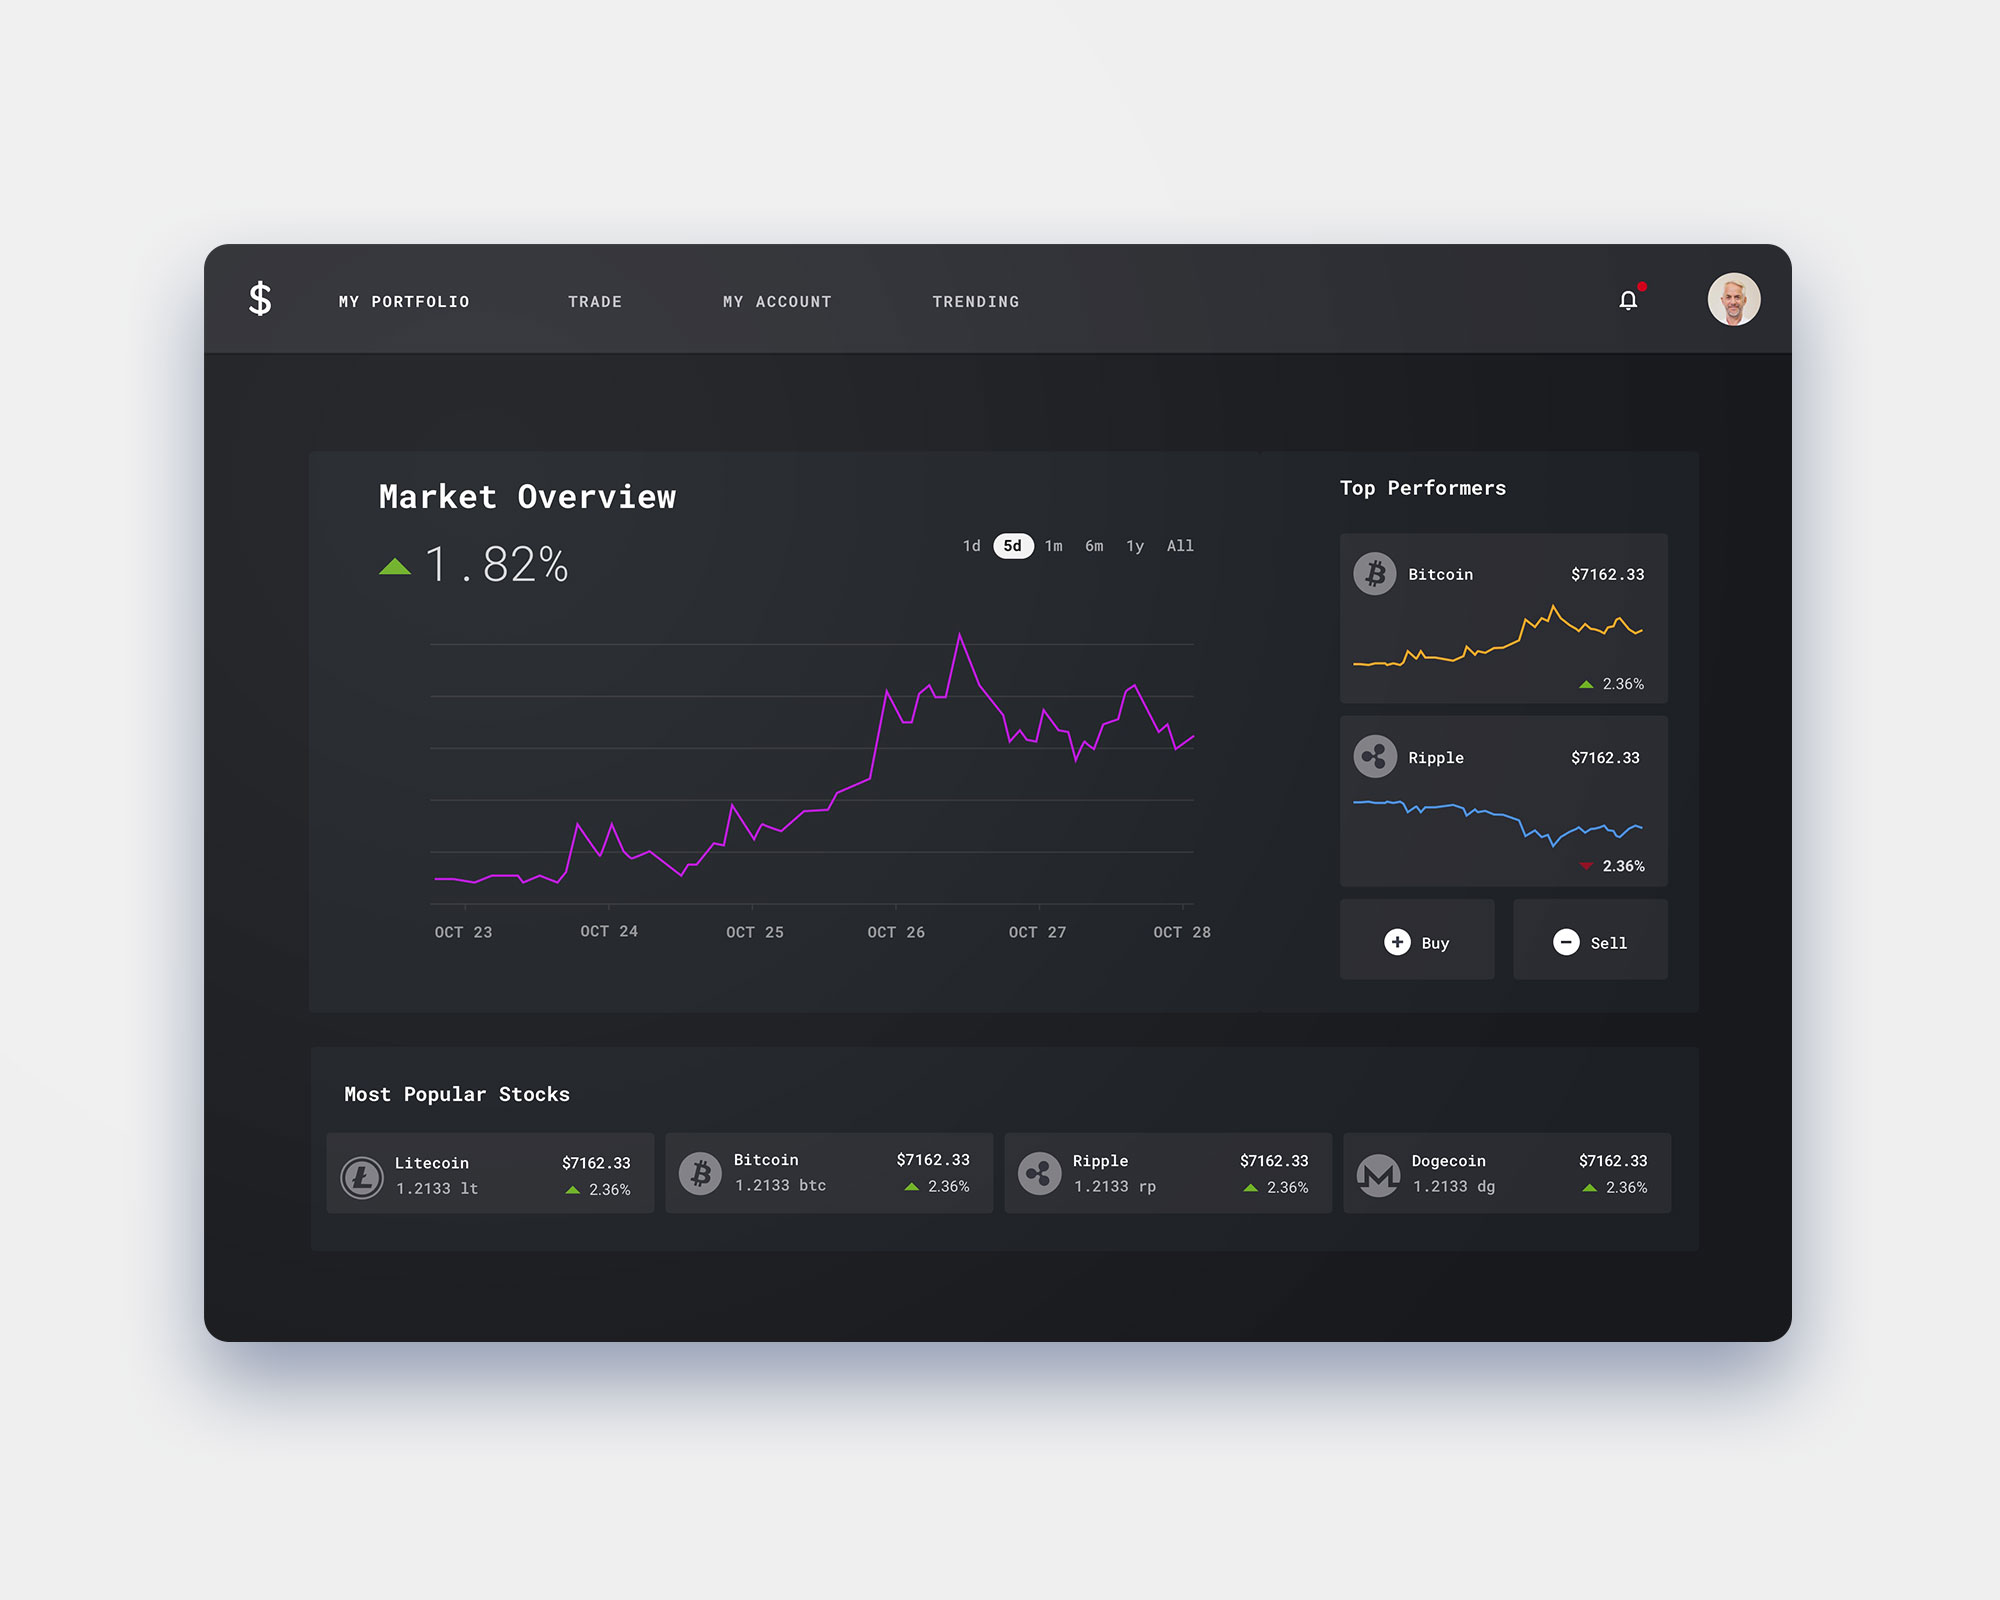 $
MY PORTFOLIO
TRADE
MY ACCOUNT
TRENDING
Market Overview
1.82%
1d 5d 1m 6m 1y All
OCT 23 OCT 24 OCT 25 OCT 26 OCT 27 OCT 28
Top Performers
Bitcoin $7162.33
2.36%
Ripple $7162.33
2.36%
Buy
Sell
Most Popular Stocks
Litecoin $7162.33
1.2133 lt 2.36%
Bitcoin $7162.33
1.2133 btc 2.36%
Ripple $7162.33
1.2133 rp 2.36%
Dogecoin $7162.33
1.2133 dg 2.36%